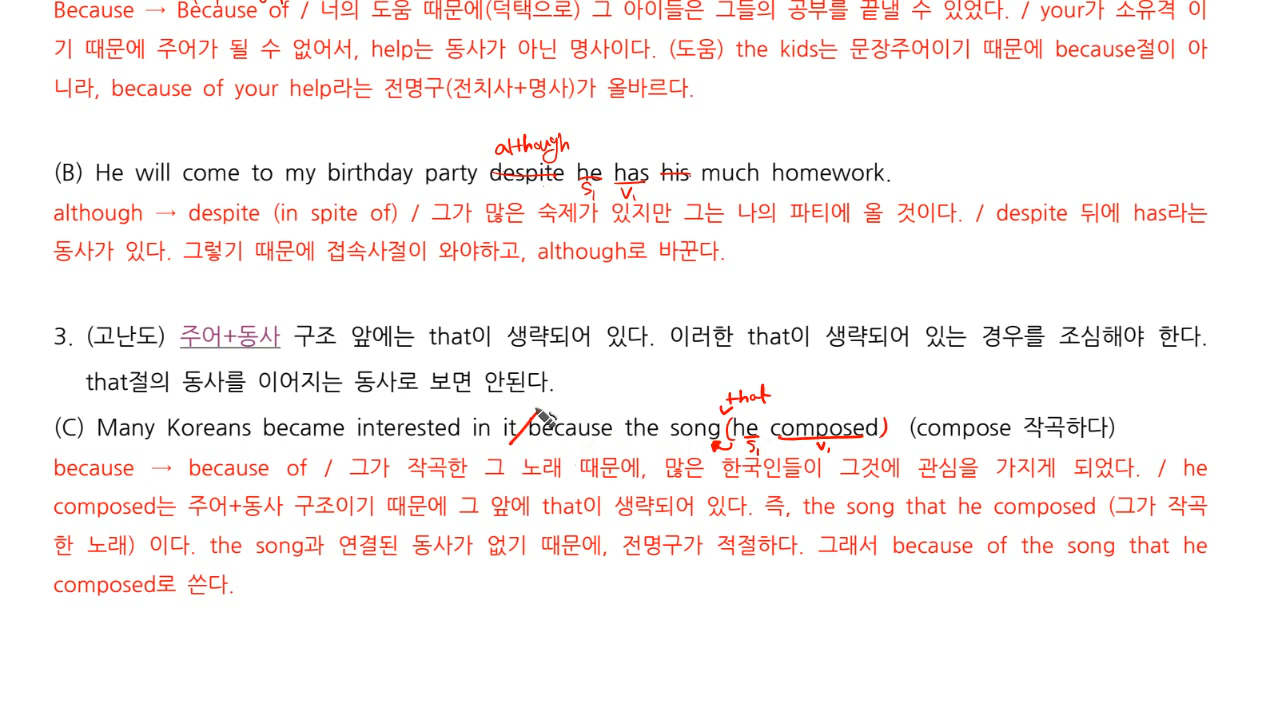 Because → Because of / 너의 도움 때문에(덕택으로) 그 아이들은 그들의 공부를 끝낼 수 있었다. / your가 소유격 이
기 때문에 주어가 될 수 없어서, help는 동사가 아닌 명사이다. (도움) the kids는 문장주어이기 때문에 because절이 아
니라, because of your help라는 전명구(전치사+명사)가 올바르다.
although
(B) He will come to my birthday party despite he has his much homework.
S₁ V₁
although → despite (in spite of) / 그가 많은 숙제가 있지만 그는 나의 파티에 올 것이다. / despite 뒤에 has라는
동사가 있다. 그렇기 때문에 접속사절이 와야하고, although로 바꾼다.
3. (고난도) 주어+동사 구조 앞에는 that이 생략되어 있다. 이러한 that이 생략되어 있는 경우를 조심해야 한다.
that절의 동사를 이어지는 동사로 보면 안된다.
that
(C) Many Koreans became interested in it / because the song (he composed) (compose 작곡하다)
S₁ V₁
because → because of / 그가 작곡한 그 노래 때문에, 많은 한국인들이 그것에 관심을 가지게 되었다. / he
composed는 주어+동사 구조이기 때문에 그 앞에 that이 생략되어 있다. 즉, the song that he composed (그가 작곡
한 노래) 이다. the song과 연결된 동사가 없기 때문에, 전명구가 적절하다. 그래서 because of the song that he
composed로 쓴다.